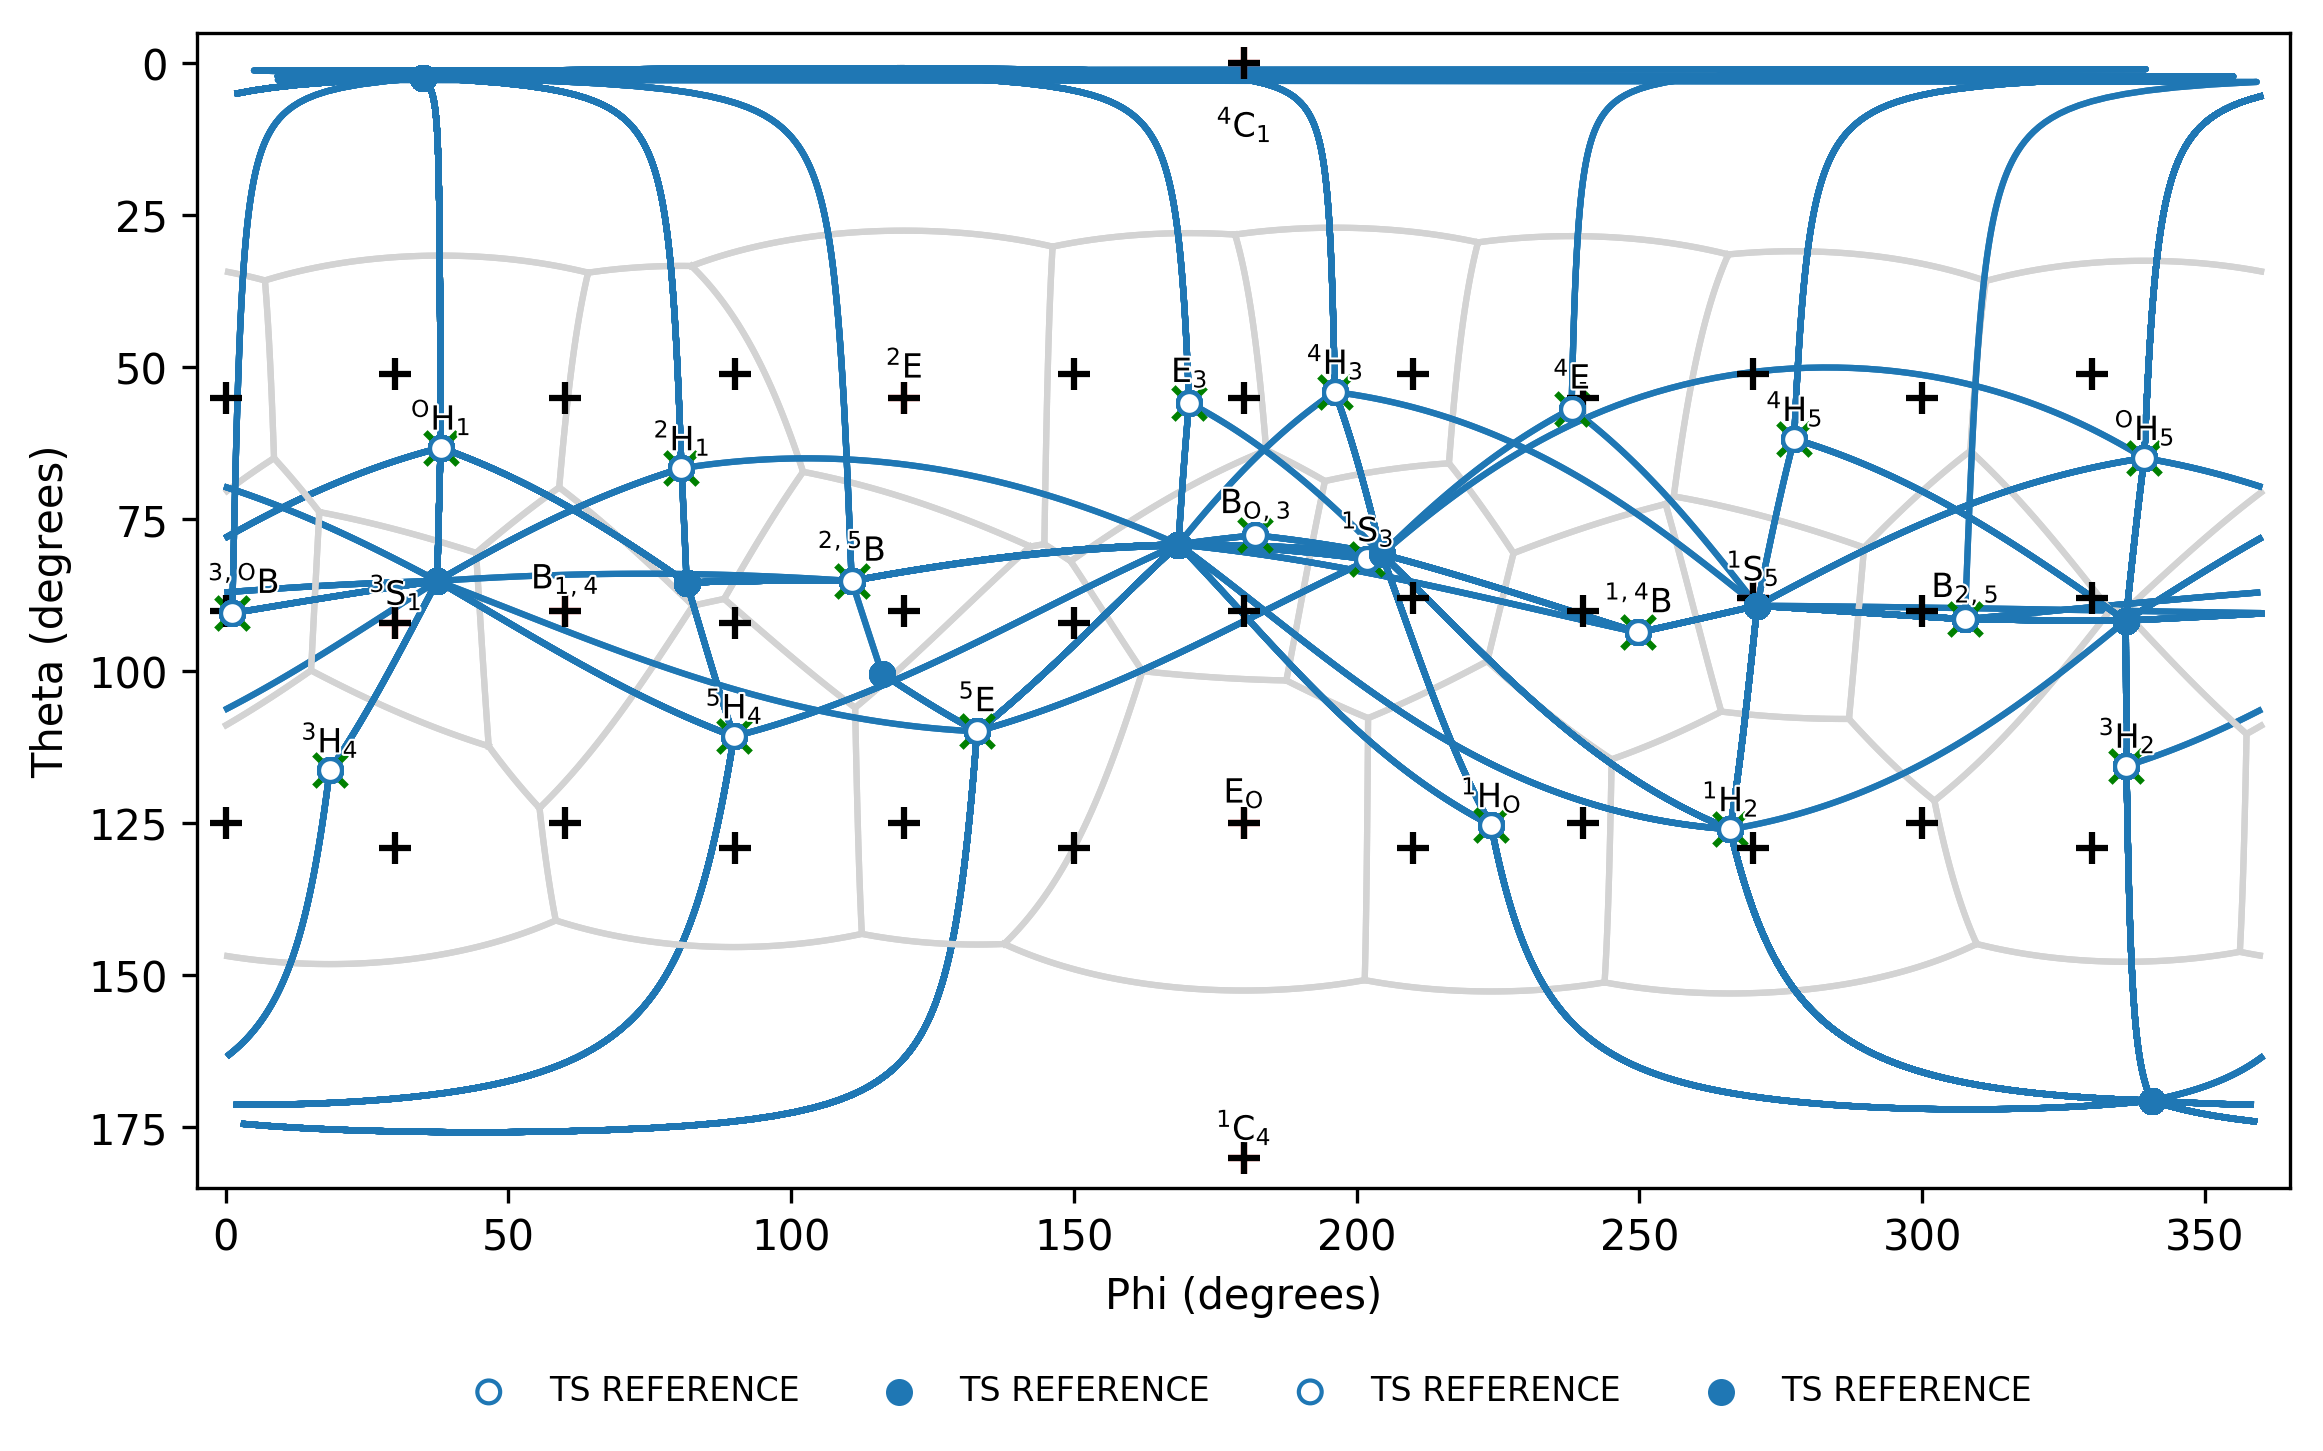 0
⁴C₁
25
50
²E
E₃
⁴H₃
⁴E
⁴H₅
ᴼH₁
²H₁
ᴼH₅
75
B_O,₃
¹S₃
²,⁵B
³,ᴼB
³S₁
B₁,₄
¹,⁴B
¹S₅
B₂,₅
100
⁵H₄
⁵E
³H₄
³H₂
125
E_O
¹H_O
¹H₂
150
175
¹C₄
Theta (degrees)
0 50 100 150 200 250 300 350
Phi (degrees)
TS REFERENCE TS REFERENCE TS REFERENCE TS REFERENCE